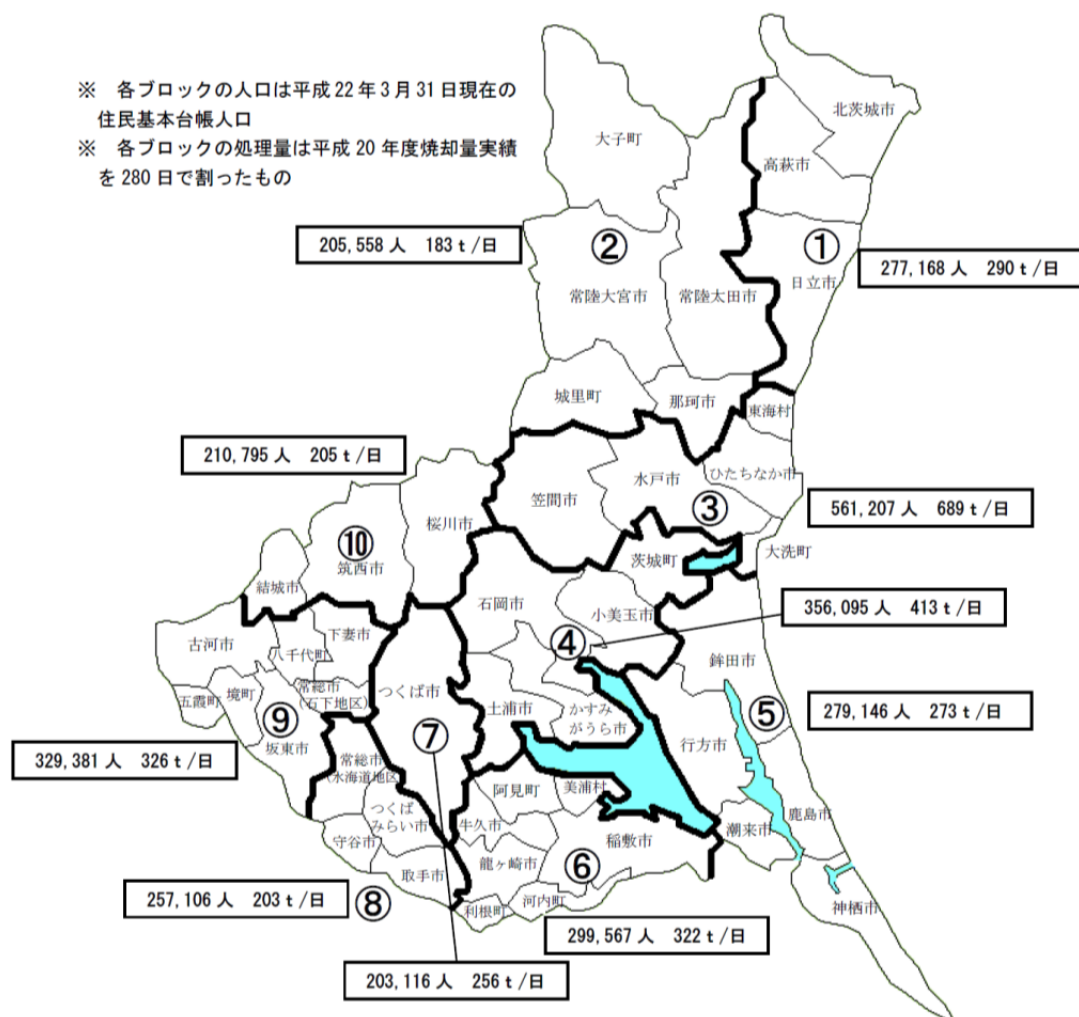 ※ 各ブロックの人口は平成22年3月31日現在の
住民基本台帳人口
※ 各ブロックの処理量は平成20年度焼却量実績
を280日で割ったもの
北茨城市
大子町
高萩市
205,558人 183t/日
②
①
277,168人 290t/日
日立市
常陸大宮市
常陸太田市
城里町
那珂市
東海村
210,795人 205t/日
水戸市
ひたちなか市
笠間市
③
561,207人 689t/日
桜川市
⑩
筑西市
茨城町
大洗町
結城市
石岡市
小美玉市
356,095人 413t/日
古河市
下妻市
八千代町
④
鉾田市
つくば市
五霞町
境町
常総市
(石下地区)
土浦市
かすみ
がうら市
⑤
279,146人 273t/日
⑨
坂東市
⑦
行方市
329,381人 326t/日
常総市
(水海道地区)
阿見町
美浦村
つくば
みらい市
牛久市
稲敷市
潮来市
鹿島市
守谷市
龍ヶ崎市
取手市
⑥
257,106人 203t/日
⑧
利根町
河内町
神栖市
299,567人 322t/日
203,116人 256t/日